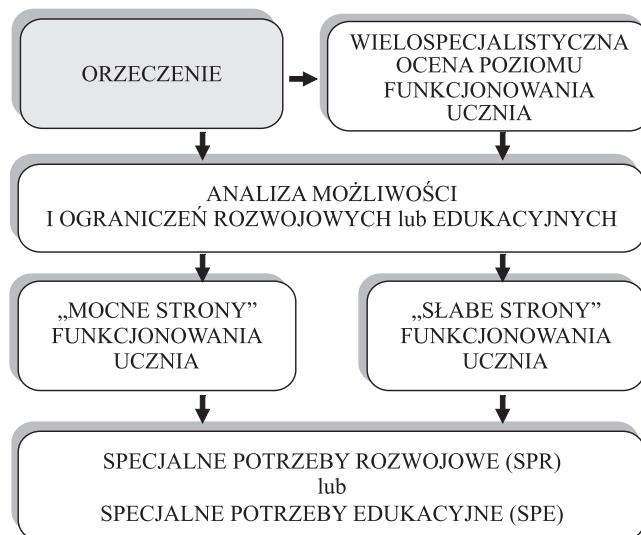 ORZECZENIE
WIELOSPECJALISTYCZNA
OCENA POZIOMU
FUNKCJONOWANIA
UCZNIA
ANALIZA MOŻLIWOŚCI
I OGRANICZEŃ ROZWOJOWYCH lub EDUKACYJNYCH
„MOCNE STRONY”
FUNKCJONOWANIA
UCZNIA
„SŁABE STRONY”
FUNKCJONOWANIA
UCZNIA
SPECJALNE POTRZEBY ROZWOJOWE (SPR)
lub
SPECJALNE POTRZEBY EDUKACYJNE (SPE)